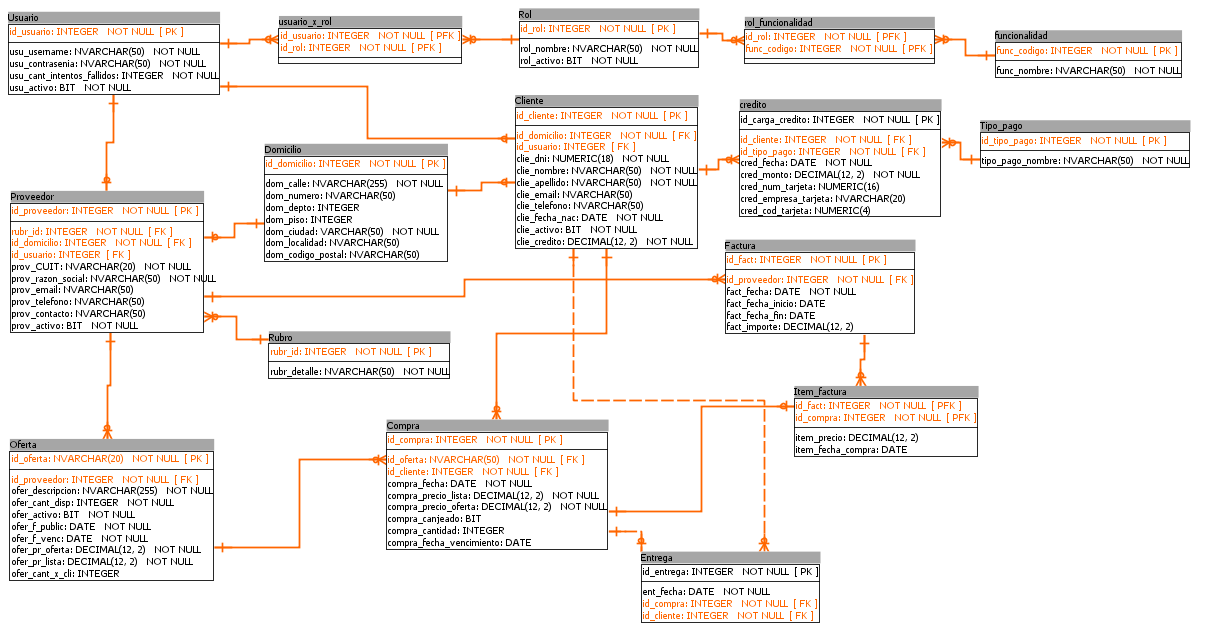 Usuario
id_usuario: INTEGER NOT NULL [ PK ]
usu_username: NVARCHAR(50) NOT NULL
usu_contrasenia: NVARCHAR(50) NOT NULL
usu_cant_intentos_fallidos: INTEGER NOT NULL
usu_activo: BIT NOT NULL
usuario_x_rol
id_usuario: INTEGER NOT NULL [ PFK ]
id_rol: INTEGER NOT NULL [ PFK ]
Rol
id_rol: INTEGER NOT NULL [ PK ]
rol_nombre: NVARCHAR(50) NOT NULL
rol_activo: BIT NOT NULL
rol_funcionalidad
id_rol: INTEGER NOT NULL [ PFK ]
func_codigo: INTEGER NOT NULL [ PFK ]
funcionalidad
func_codigo: INTEGER NOT NULL [ PK ]
func_nombre: NVARCHAR(50) NOT NULL
Cliente
id_cliente: INTEGER NOT NULL [ PK ]
id_domicilio: INTEGER NOT NULL [ FK ]
id_usuario: INTEGER [ FK ]
clie_dni: NUMERIC(18) NOT NULL
clie_nombre: NVARCHAR(50) NOT NULL
clie_apellido: NVARCHAR(50) NOT NULL
clie_email: NVARCHAR(50)
clie_telefono: NVARCHAR(50)
clie_fecha_nac: DATE NOT NULL
clie_activo: BIT NOT NULL
clie_credito: DECIMAL(12, 2) NOT NULL
credito
id_carga_credito: INTEGER NOT NULL [ PK ]
id_cliente: INTEGER NOT NULL [ FK ]
id_tipo_pago: INTEGER NOT NULL [ FK ]
cred_fecha: DATE NOT NULL
cred_monto: DECIMAL(12, 2) NOT NULL
cred_num_tarjeta: NUMERIC(16)
cred_empresa_tarjeta: NVARCHAR(20)
cred_cod_tarjeta: NUMERIC(4)
Tipo_pago
id_tipo_pago: INTEGER NOT NULL [ PK ]
tipo_pago_nombre: NVARCHAR(50) NOT NULL
Domicilio
id_domicilio: INTEGER NOT NULL [ PK ]
dom_calle: NVARCHAR(255) NOT NULL
dom_numero: NVARCHAR(50)
dom_depto: INTEGER
dom_piso: INTEGER
dom_ciudad: VARCHAR(50) NOT NULL
dom_localidad: NVARCHAR(50)
dom_codigo_postal: NVARCHAR(50)
Proveedor
id_proveedor: INTEGER NOT NULL [ PK ]
rubr_id: INTEGER NOT NULL [ FK ]
id_domicilio: INTEGER NOT NULL [ FK ]
id_usuario: INTEGER [ FK ]
prov_CUIT: NVARCHAR(20) NOT NULL
prov_razon_social: NVARCHAR(50) NOT NULL
prov_email: NVARCHAR(50)
prov_telefono: NVARCHAR(50)
prov_contacto: NVARCHAR(50)
prov_activo: BIT NOT NULL
Factura
id_fact: INTEGER NOT NULL [ PK ]
id_proveedor: INTEGER NOT NULL [ FK ]
fact_fecha: DATE NOT NULL
fact_fecha_inicio: DATE
fact_fecha_fin: DATE
fact_importe: DECIMAL(12, 2)
Rubro
rubr_id: INTEGER NOT NULL [ PK ]
rubr_detalle: NVARCHAR(50) NOT NULL
Item_factura
id_fact: INTEGER NOT NULL [ PFK ]
id_compra: INTEGER NOT NULL [ PFK ]
item_precio: DECIMAL(12, 2)
item_fecha_compra: DATE
Compra
id_compra: INTEGER NOT NULL [ PK ]
id_oferta: NVARCHAR(50) NOT NULL [ FK ]
id_cliente: INTEGER NOT NULL [ FK ]
compra_fecha: DATE NOT NULL
compra_precio_lista: DECIMAL(12, 2) NOT NULL
compra_precio_oferta: DECIMAL(12, 2) NOT NULL
compra_canjeado: BIT
compra_cantidad: INTEGER
compra_fecha_vencimiento: DATE
Oferta
id_oferta: NVARCHAR(20) NOT NULL [ PK ]
id_proveedor: INTEGER NOT NULL [ FK ]
ofer_descripcion: NVARCHAR(255) NOT NULL
ofer_cant_disp: INTEGER NOT NULL
ofer_activo: BIT NOT NULL
ofer_f_public: DATE NOT NULL
ofer_f_venc: DATE NOT NULL
ofer_pr_oferta: DECIMAL(12, 2) NOT NULL
ofer_pr_lista: DECIMAL(12, 2) NOT NULL
ofer_cant_x_cli: INTEGER
Entrega
id_entrega: INTEGER NOT NULL [ PK ]
ent_fecha: DATE NOT NULL
id_compra: INTEGER NOT NULL [ FK ]
id_cliente: INTEGER NOT NULL [ FK ]